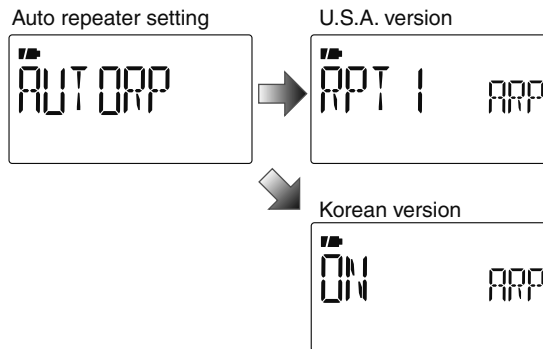 Auto repeater setting
AUTORP
U.S.A. version
RPT 1 ARP
Korean version
ON ARP